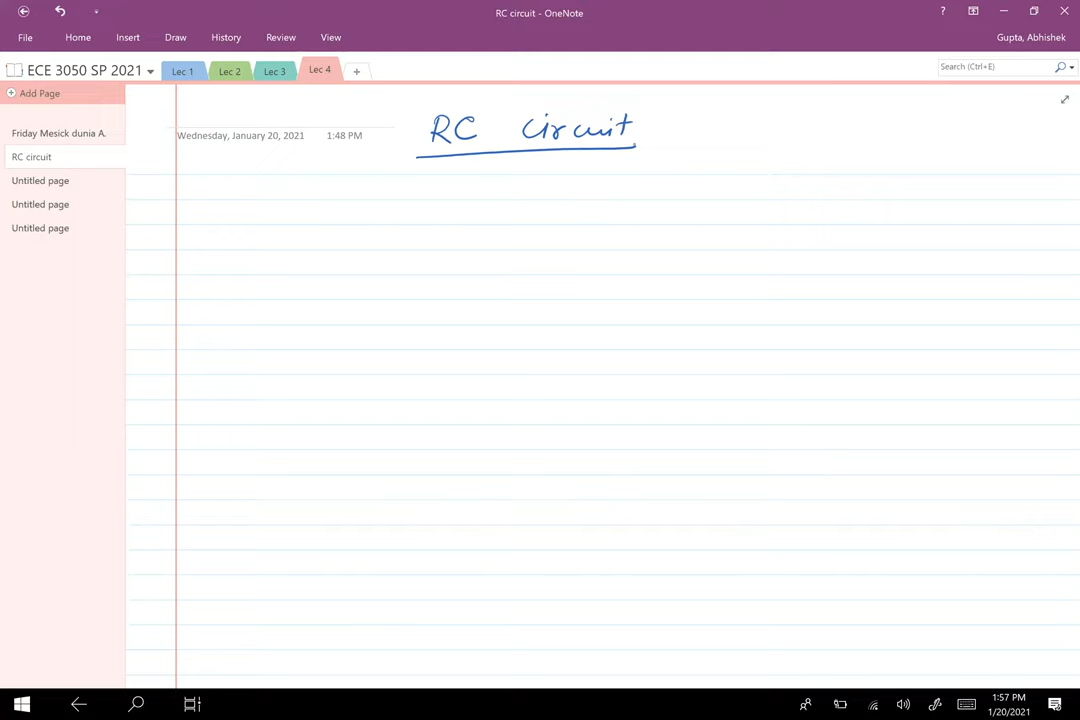 RC circuit - OneNote
?
Gupta, Abhishek
File Home Insert Draw History Review View
ECE 3050 SP 2021
Lec 1 Lec 2 Lec 3 Lec 4 +
Search (Ctrl+E)
Add Page
Friday Mesick dunia A.
RC circuit
Untitled page
Untitled page
Untitled page
RC circuit
Wednesday, January 20, 2021 1:48 PM
1:57 PM
1/20/2021